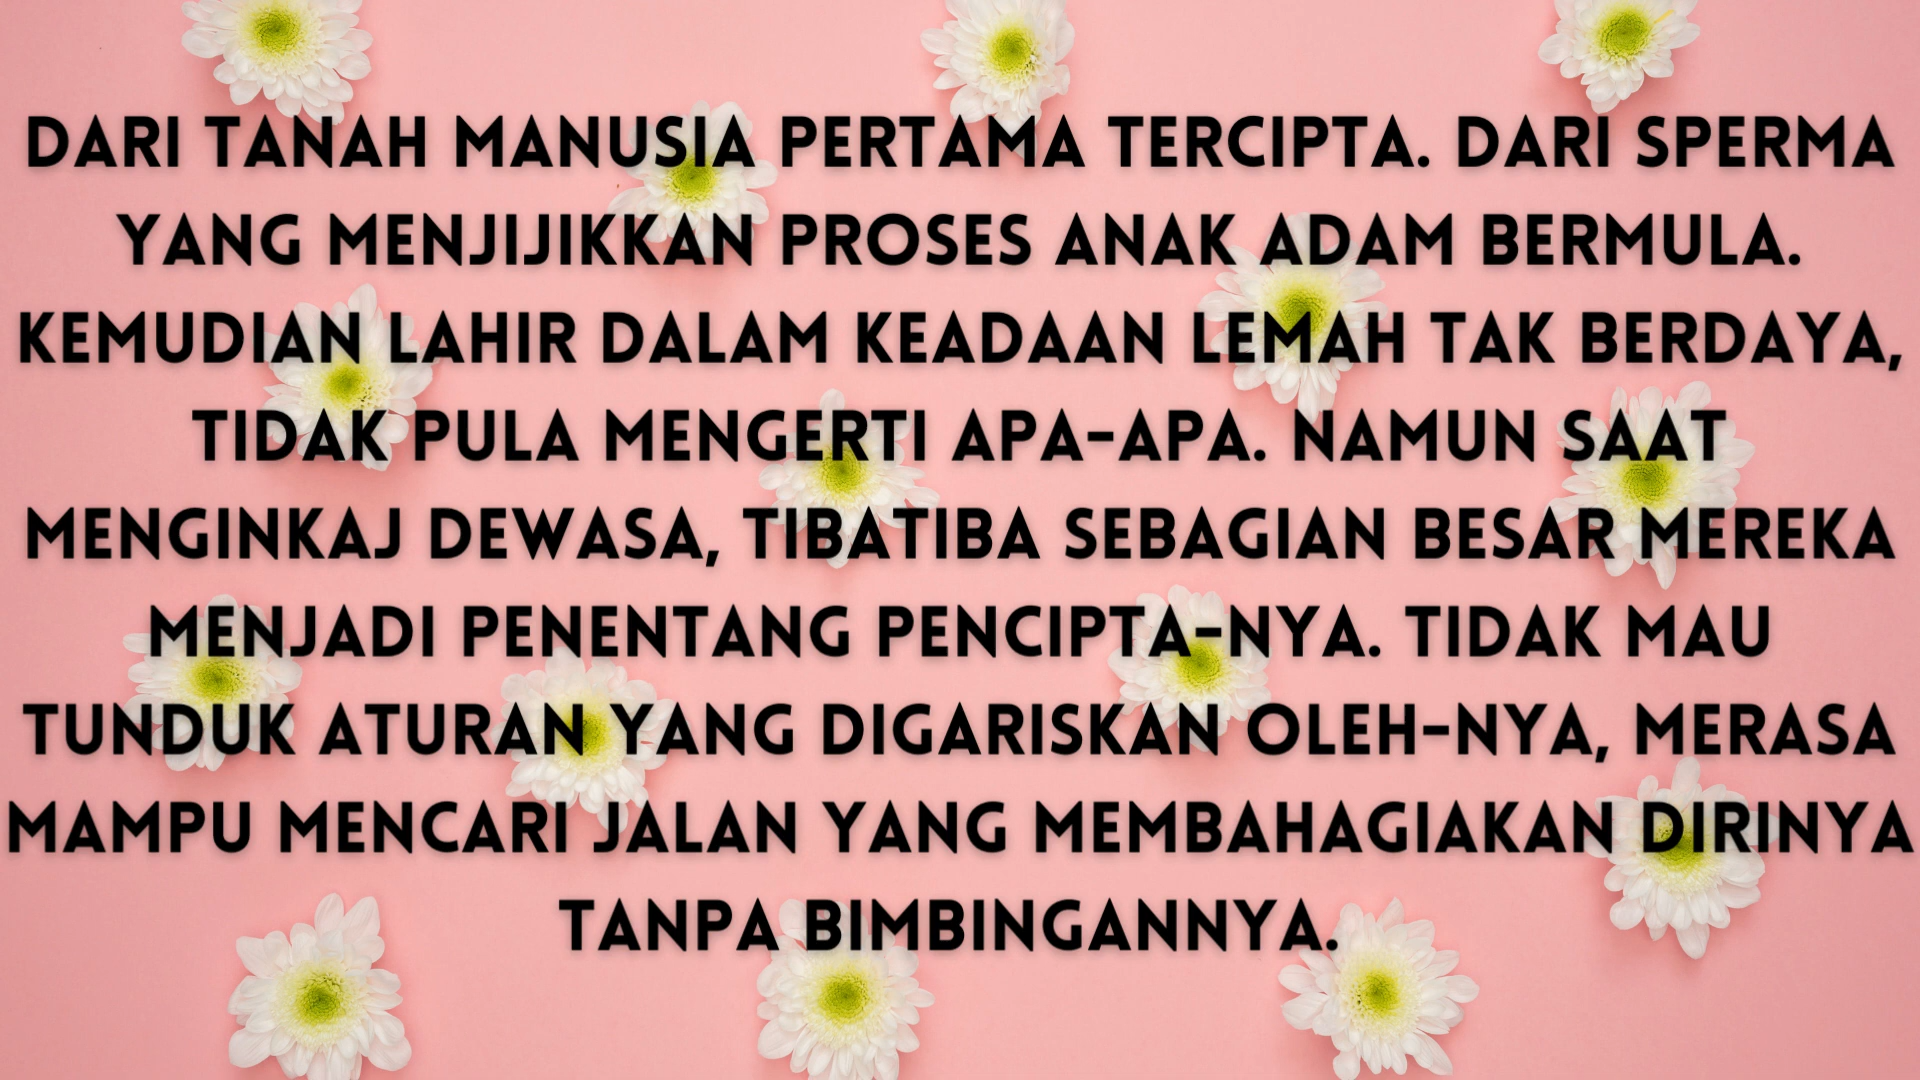 DARI TANAH MANUSIA PERTAMA TERCIPTA. DARI SPERMA
YANG MENJIJIKKAN PROSES ANAK ADAM BERMULA.
KEMUDIAN LAHIR DALAM KEADAAN LEMAH TAK BERDAYA,
TIDAK PULA MENGERTI APA-APA. NAMUN SAAT
MENGINKAJ DEWASA, TIBATIBA SEBAGIAN BESAR MEREKA
MENJADI PENENTANG PENCIPTA-NYA. TIDAK MAU
TUNDUK ATURAN YANG DIGARISKAN OLEH-NYA, MERASA
MAMPU MENCARI JALAN YANG MEMBAHAGIAKAN DIRINYA
TANPA BIMBINGANNYA.